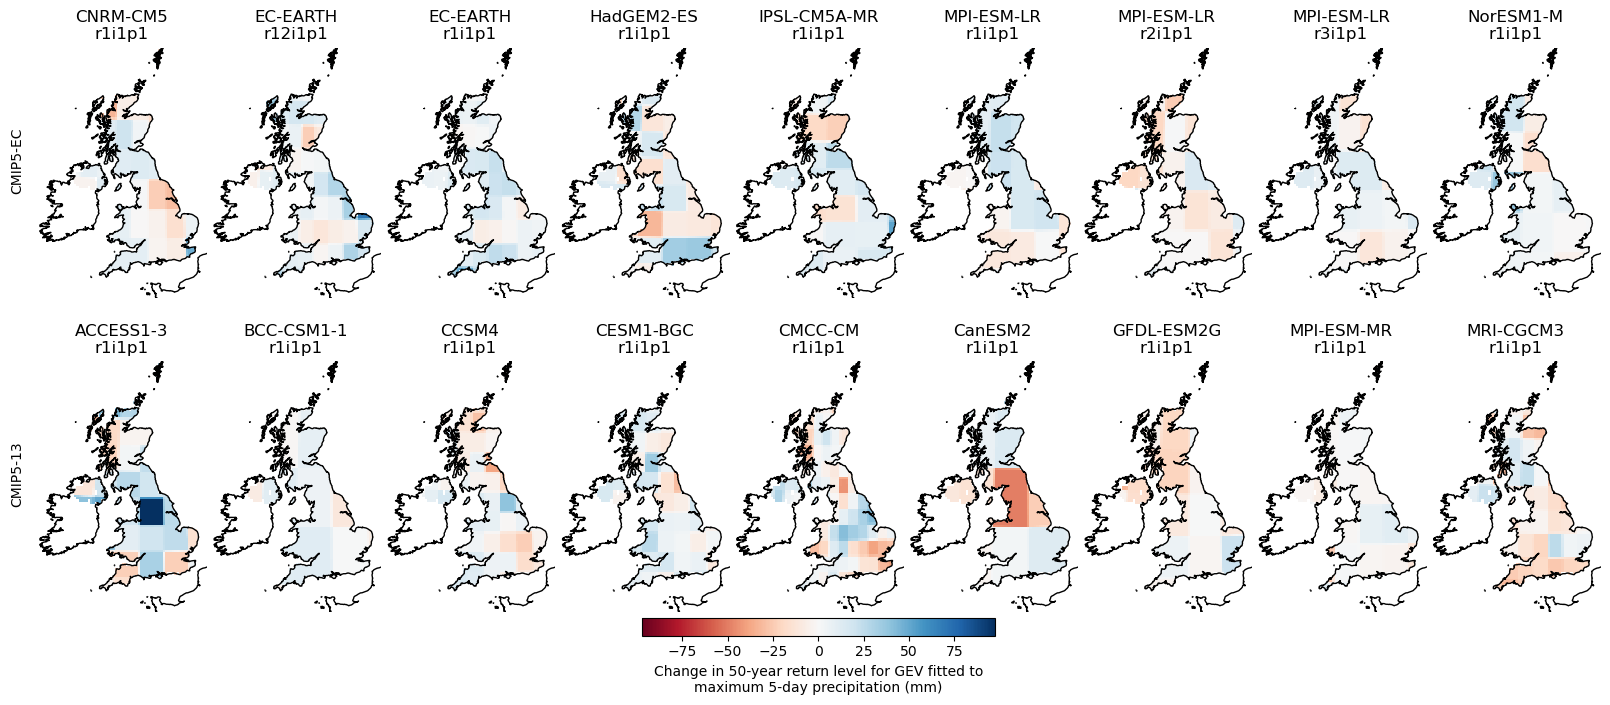 CNRM-CM5 EC-EARTH EC-EARTH HadGEM2-ES IPSL-CM5A-MR MPI-ESM-LR MPI-ESM-LR MPI-ESM-LR NorESM1-M
r1i1p1 r12i1p1 r1i1p1 r1i1p1 r1i1p1 r1i1p1 r2i1p1 r3i1p1 r1i1p1
CMIP5-EC
ACCESS1-3 BCC-CSM1-1 CCSM4 CESM1-BGC CMCC-CM CanESM2 GFDL-ESM2G MPI-ESM-MR MRI-CGCM3
r1i1p1 r1i1p1 r1i1p1 r1i1p1 r1i1p1 r1i1p1 r1i1p1 r1i1p1 r1i1p1
CMIP5-13
−75 −50 −25 0 25 50 75
Change in 50-year return level for GEV fitted to
maximum 5-day precipitation (mm)